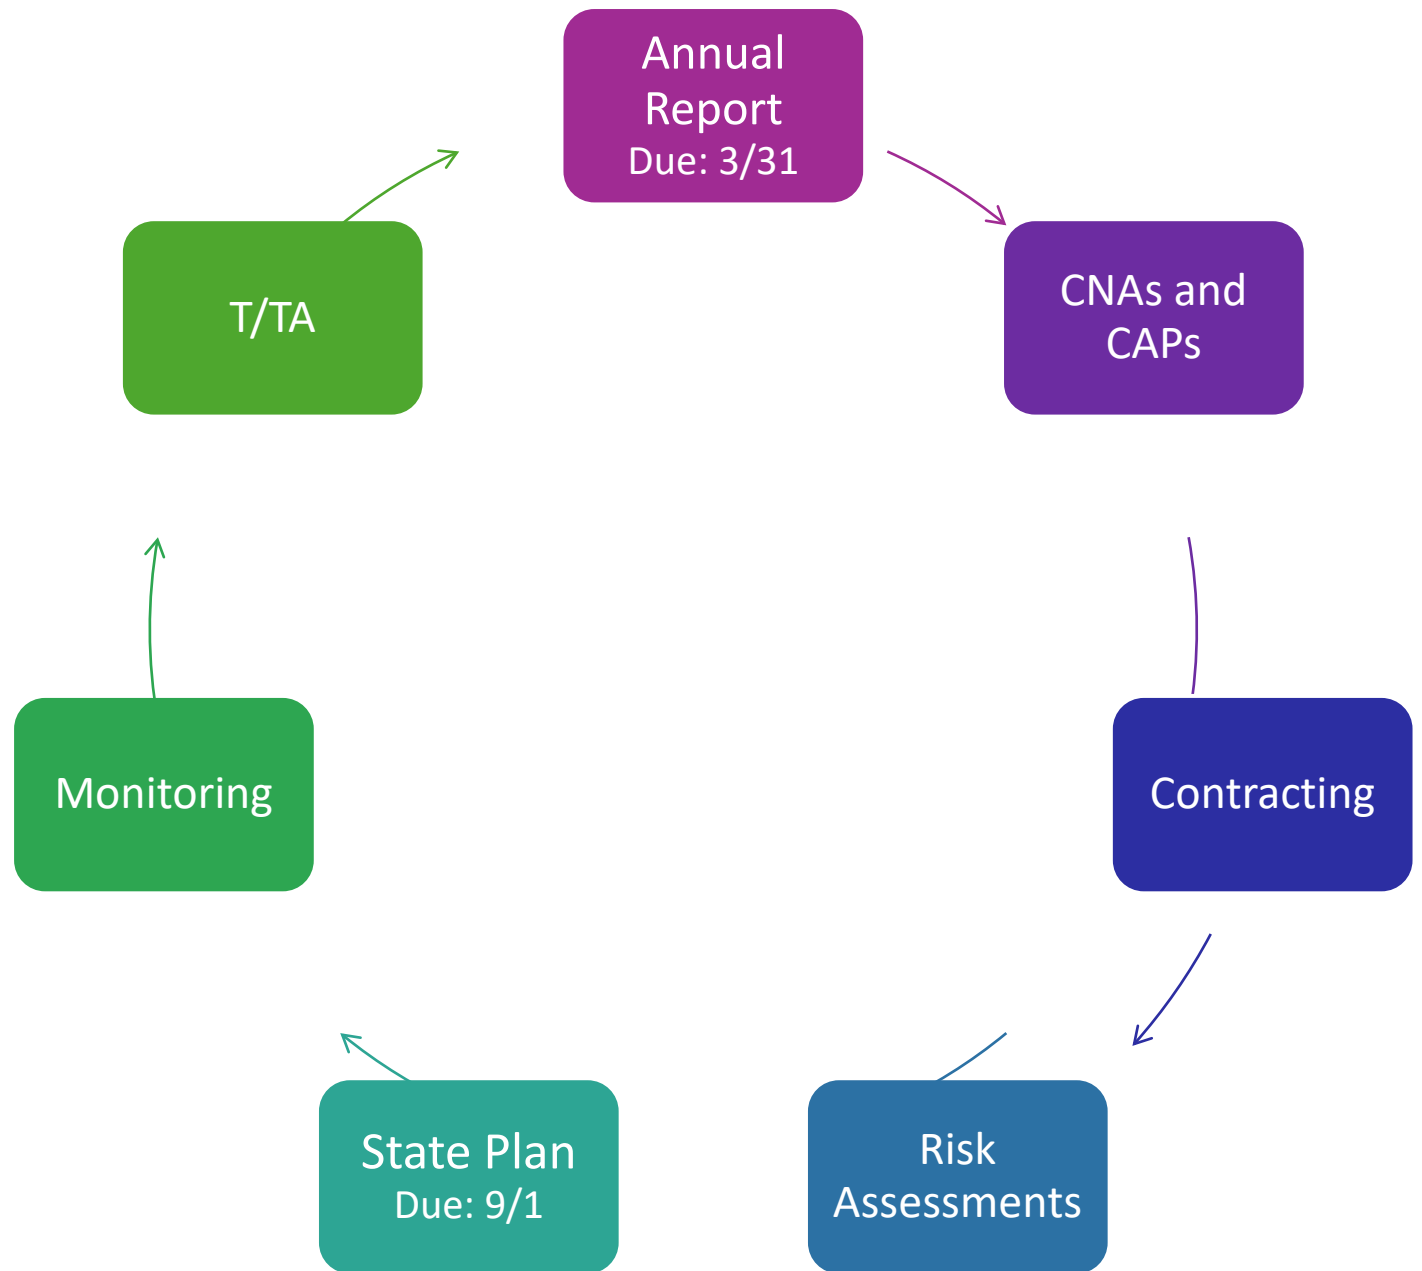 Annual
Report
Due: 3/31
CNAs and
CAPs
Contracting
Risk
Assessments
State Plan
Due: 9/1
Monitoring
T/TA